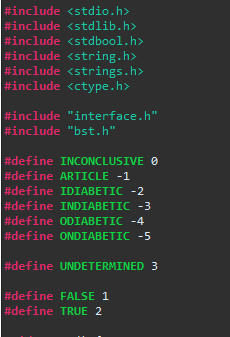 #include <stdio.h>
#include <stdlib.h>
#include <stdbool.h>
#include <string.h>
#include <strings.h>
#include <ctype.h>
#include "interface.h"
#include "bst.h"
#define INCONCLUSIVE 0
#define ARTICLE -1
#define IDIABETIC -2
#define INDIABETIC -3
#define ODIABETIC -4
#define ONDIABETIC -5
#define UNDETERMINED 3
#define FALSE 1
#define TRUE 2